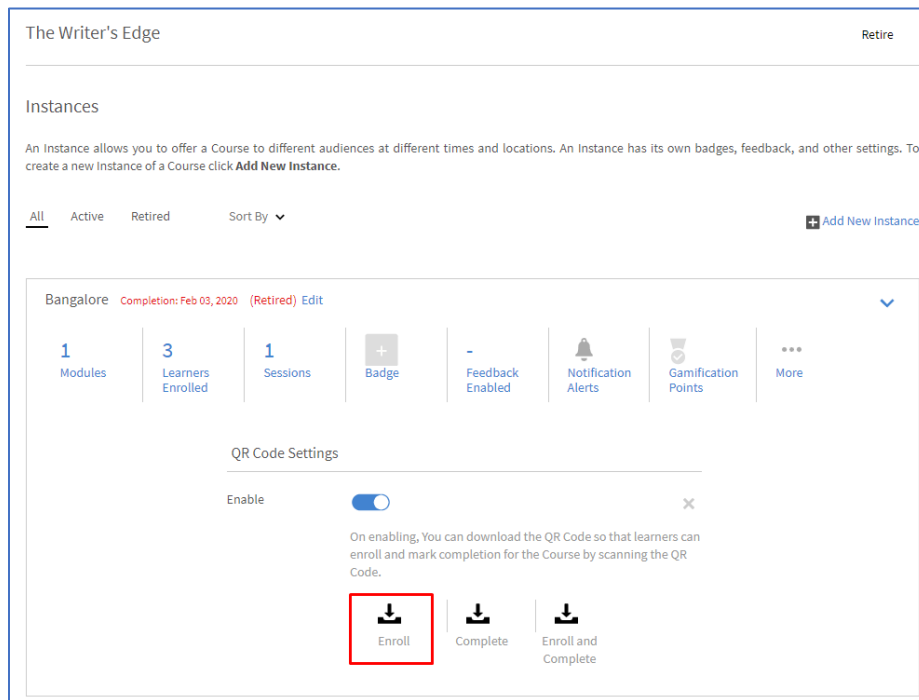 The Writer's Edge
Retire
Instances
An Instance allows you to offer a Course to different audiences at different times and locations. An Instance has its own badges, feedback, and other settings. To
create a new Instance of a Course click Add New Instance.
All Active Retired Sort By
Add New Instance
Bangalore Completion: Feb 03, 2020 (Retired) Edit
1
Modules
3
Learners
Enrolled
1
Sessions
Badge
-
Feedback
Enabled
Notification
Alerts
Gamification
Points
More
QR Code Settings
Enable
On enabling, You can download the QR Code so that learners can
enroll and mark completion for the Course by scanning the QR
Code.
Enroll
Complete
Enroll and
Complete